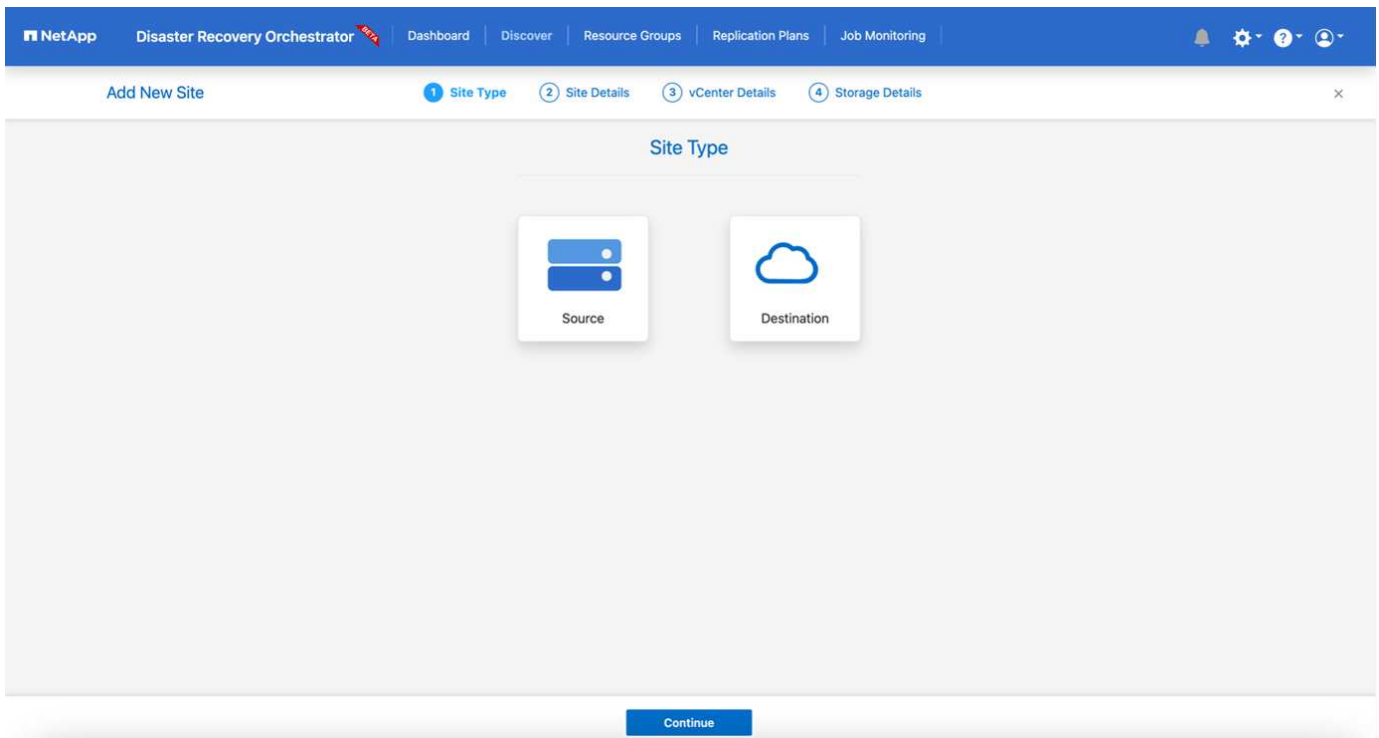 NetApp Disaster Recovery Orchestrator BETA Dashboard Discover Resource Groups Replication Plans Job Monitoring ?
Add New Site 1 Site Type 2 Site Details 3 vCenter Details 4 Storage Details ×
Site Type
Source Destination
Continue